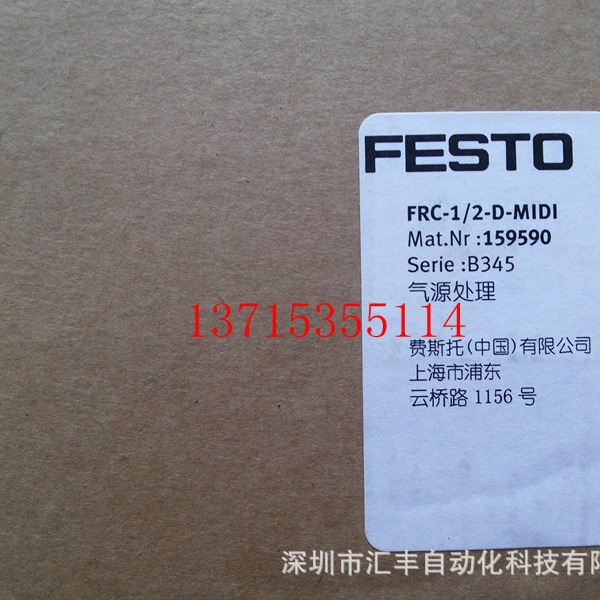 FESTO
FRC-1/2-D-MIDI
Mat.Nr :159590
Serie :B345
气源处理
13715355114
费斯托(中国)有限公司
上海市浦东
云桥路 1156 号
深圳市汇丰自动化科技有限